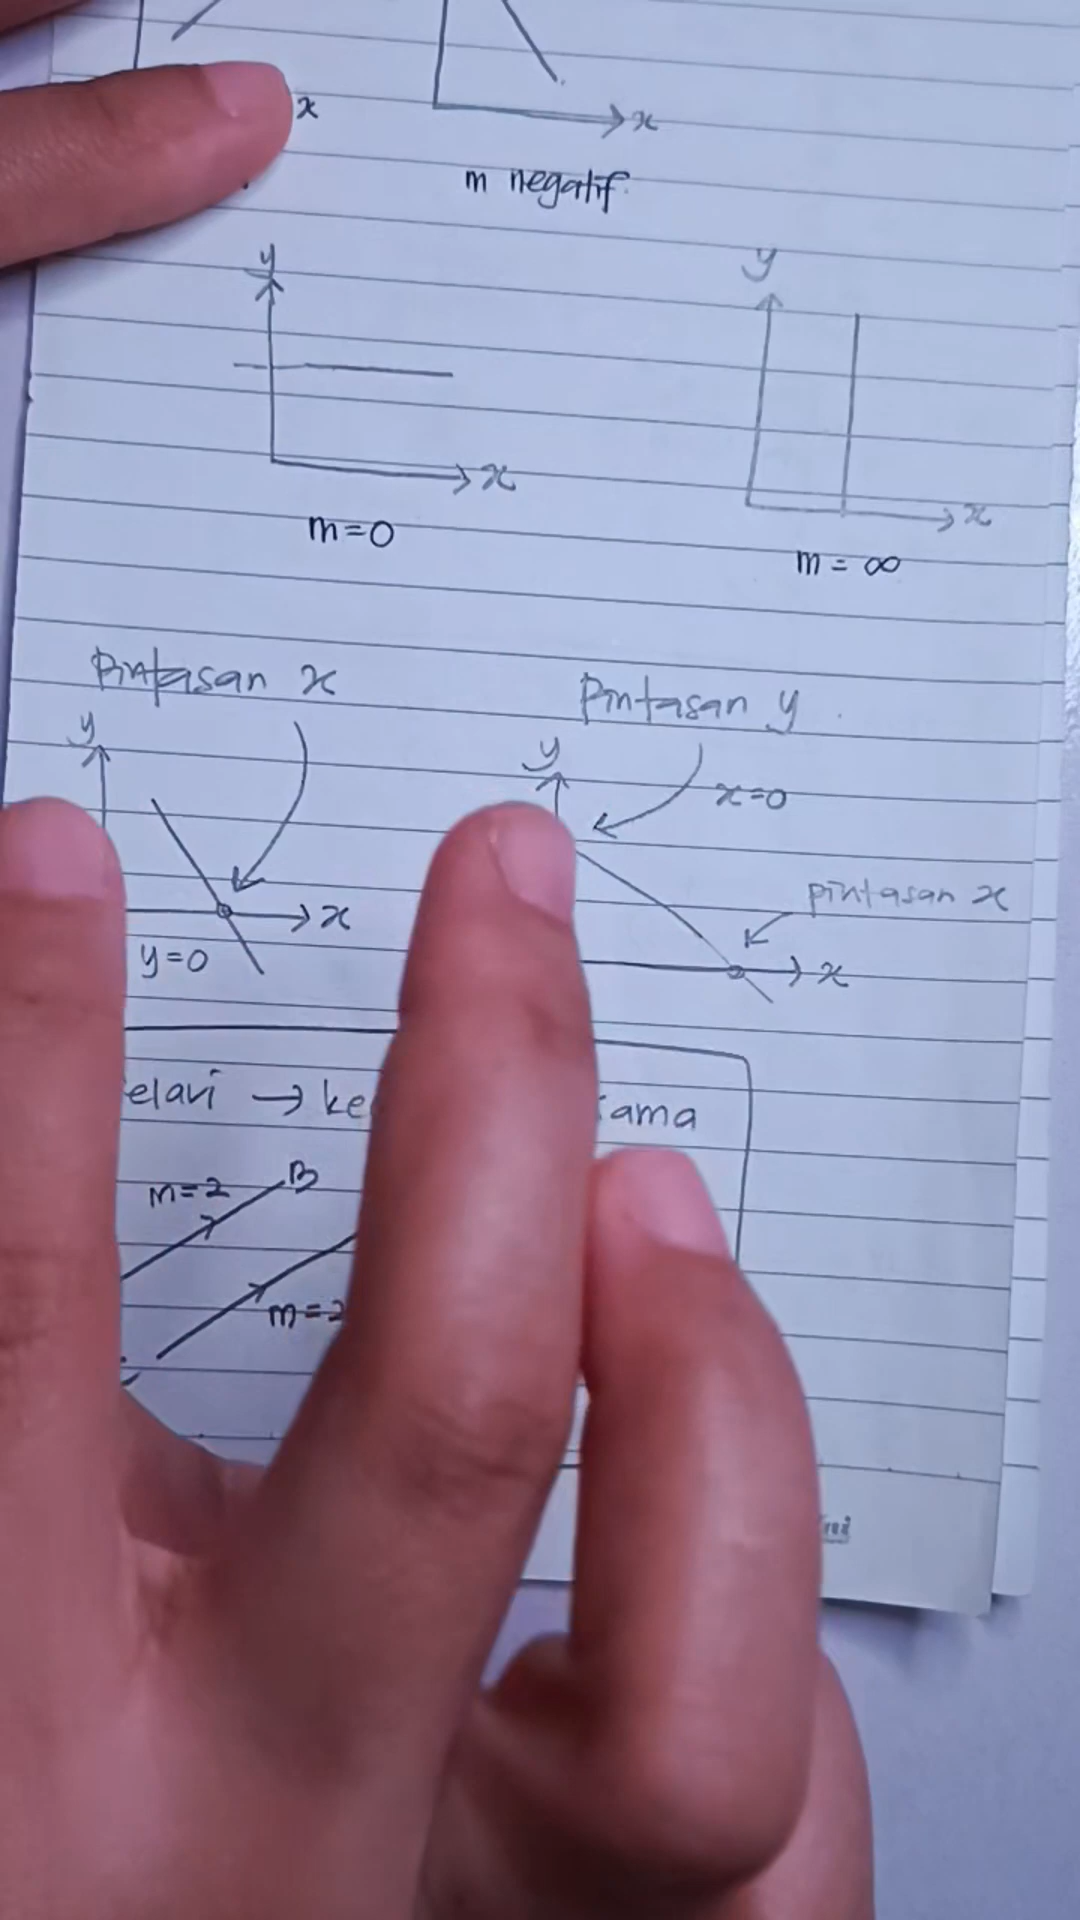 x
x
m negatif
y
y
x
x
m=0
m = ∞
Pintasan x
Pintasan y
y
y
x=0
pintasan x
x
y=0
x
elari → ke
ama
m=2
B
m=2